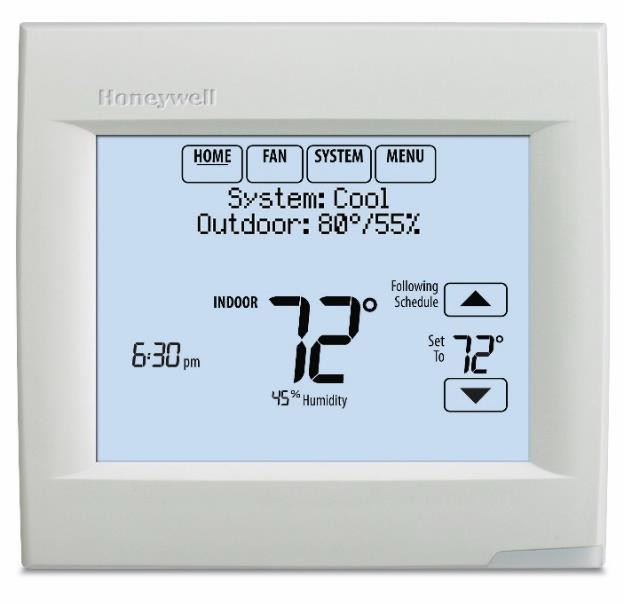 Honeywell
HOME FAN SYSTEM MENU
System: Cool
Outdoor: 80°/55%
Following
Schedule
INDOOR 72°
Set
To 72°
6:30 pm
45% Humidity